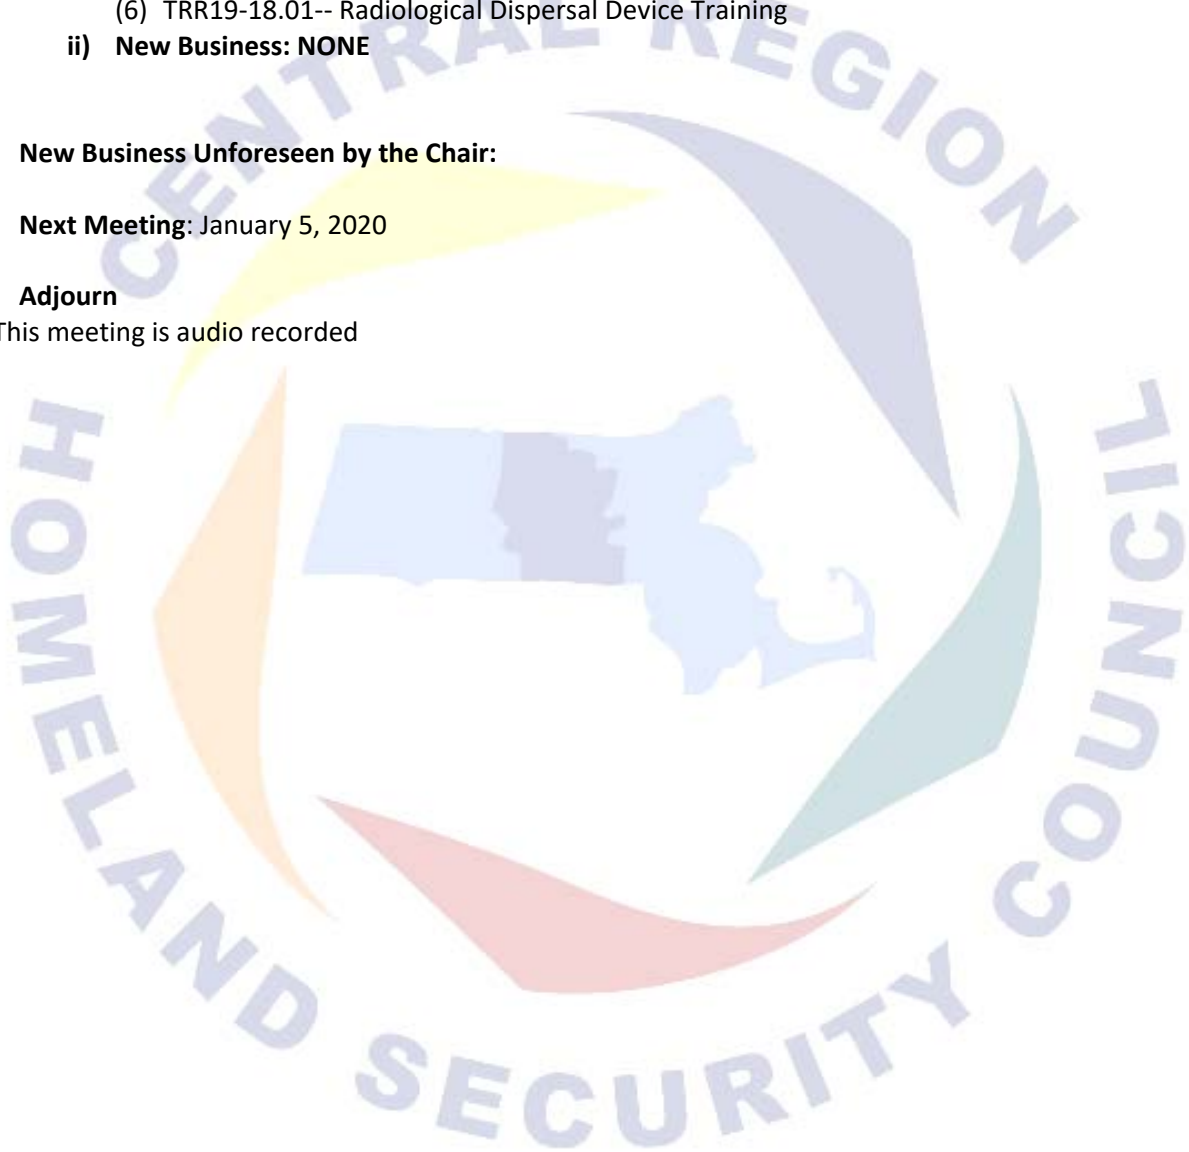 (6) TRR19-18.01-- Radiological Dispersal Device Training
ii) New Business: NONE
New Business Unforeseen by the Chair:
Next Meeting: January 5, 2020
Adjourn
This meeting is audio recorded
CENTRAL REGION
HOMELAND SECURITY COUNCIL